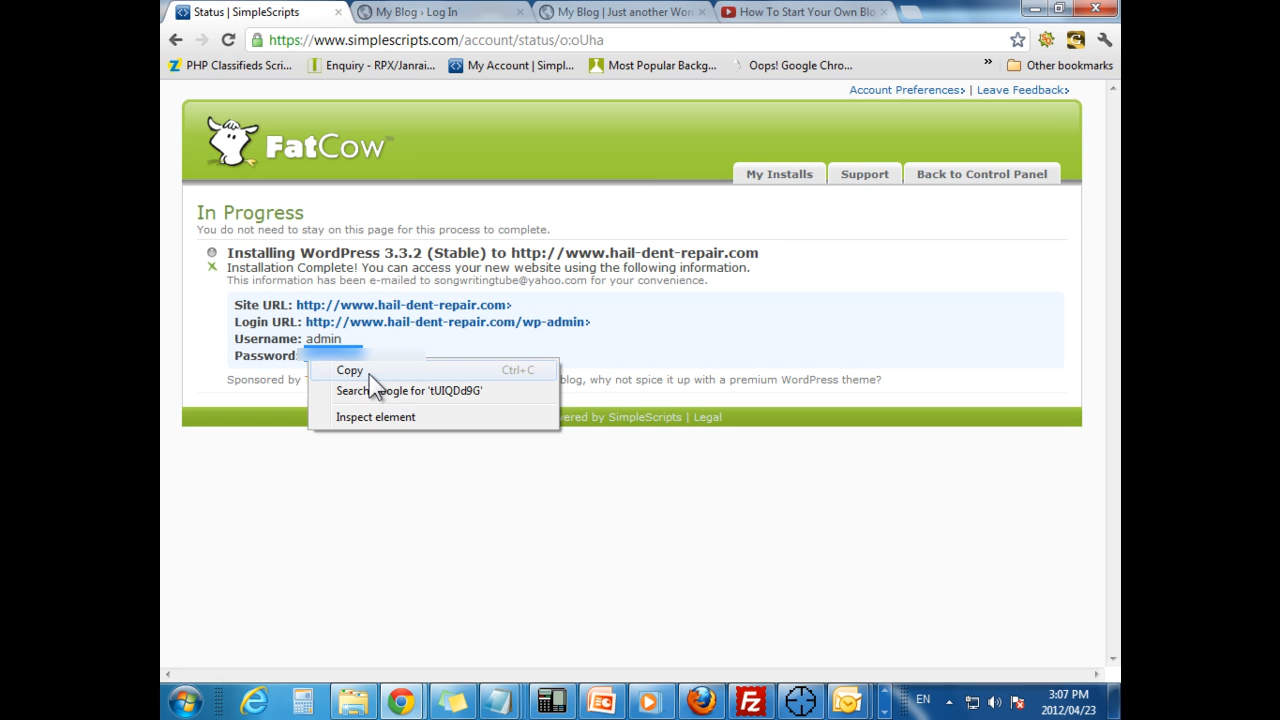 Status | SimpleScripts
My Blog › Log In
My Blog | Just another Wor
How To Start Your Own Blo
https://www.simplescripts.com/account/status/o:oUha
PHP Classifieds Scri...
Enquiry - RPX/Janrai...
My Account | Simpl...
Most Popular Backg...
Oops! Google Chro...
»
Other bookmarks
Account Preferences› | Leave Feedback›
FatCow™
My Installs
Support
Back to Control Panel
In Progress
You do not need to stay on this page for this process to complete.
Installing WordPress 3.3.2 (Stable) to http://www.hail-dent-repair.com
Installation Complete! You can access your new website using the following information.
This information has been e-mailed to songwritingtube@yahoo.com for your convenience.
Site URL: http://www.hail-dent-repair.com›
Login URL: http://www.hail-dent-repair.com/wp-admin›
Username: admin
Password:
Copy Ctrl+C
Search Google for 'tUIQDd9G'
Inspect element
Sponsored by
blog, why not spice it up with a premium WordPress theme?
by SimpleScripts | Legal
EN
3:07 PM
2012/04/23